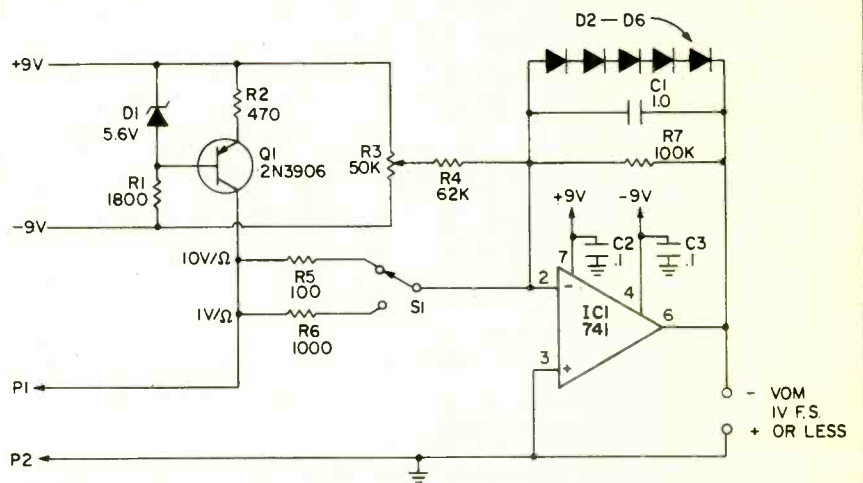 D2 — D6
+9V
D1
5.6V
R2
470
Q1
2N3906
R1
1800
-9V
R3
50K
R4
62K
C1
1.0
R7
100K
+9V
-9V
C2
.1
C3
.1
10V/Ω
R5
100
1V/Ω
R6
1000
S1
7
2
-
4
6
IC1
741
3
+
P1
P2
- VOM
1V F.S.
+ OR LESS